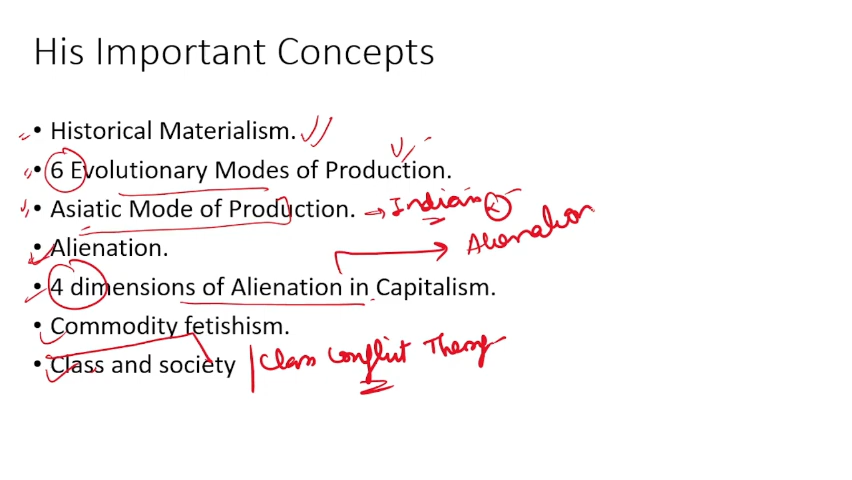 His Important Concepts
• Historical Materialism.
• 6 Evolutionary Modes of Production.
• Asiatic Mode of Production. → Indian
• Alienation. → Alienation
• 4 dimensions of Alienation in Capitalism.
• Commodity fetishism.
• Class and society | Class Conflict Theory